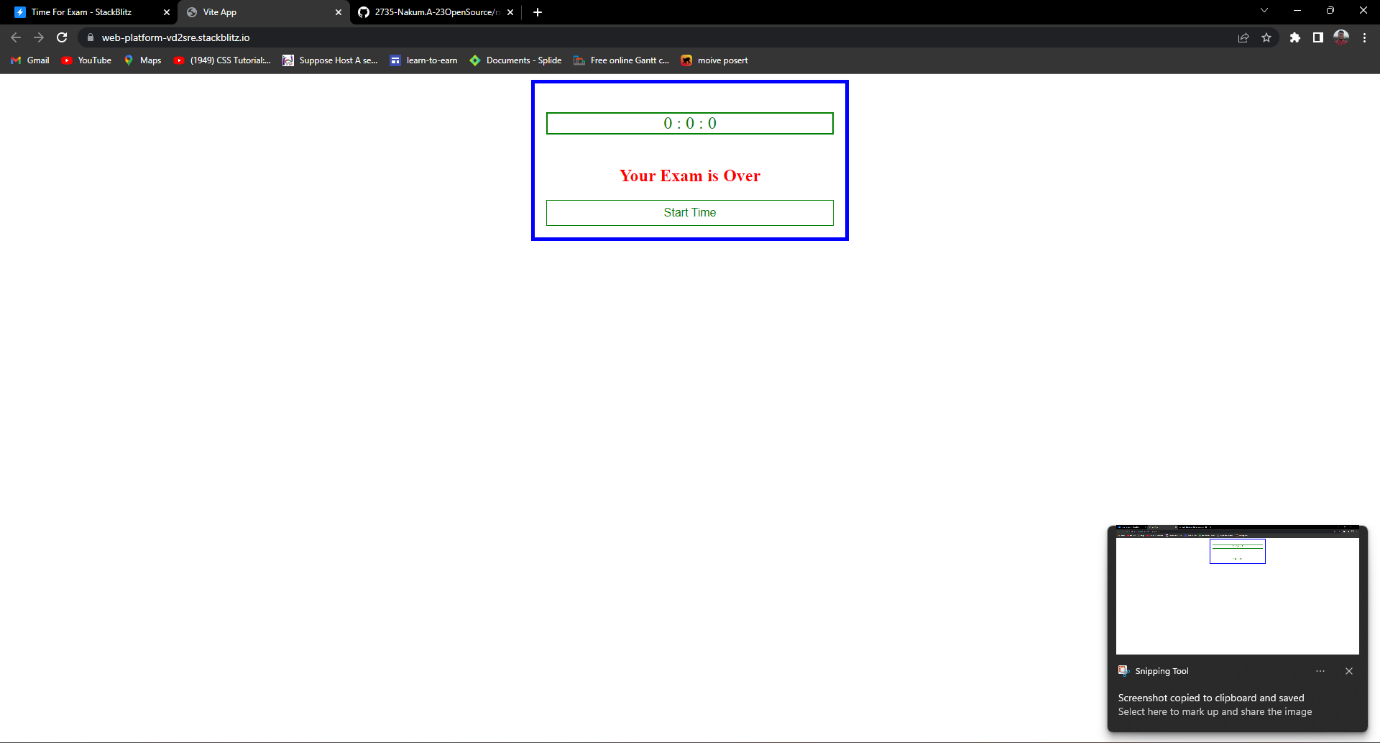 Time For Exam - StackBlitz
Vite App
2735-Nakum.A-23OpenSource/
web-platform-vd2sre.stackblitz.io
Gmail
YouTube
Maps
(1949) CSS Tutorial:...
Suppose Host A se...
learn-to-earn
Documents - Splide
Free online Gantt c...
moive posert
0 : 0 : 0
Your Exam is Over
Start Time
Snipping Tool
Screenshot copied to clipboard and saved
Select here to mark up and share the image